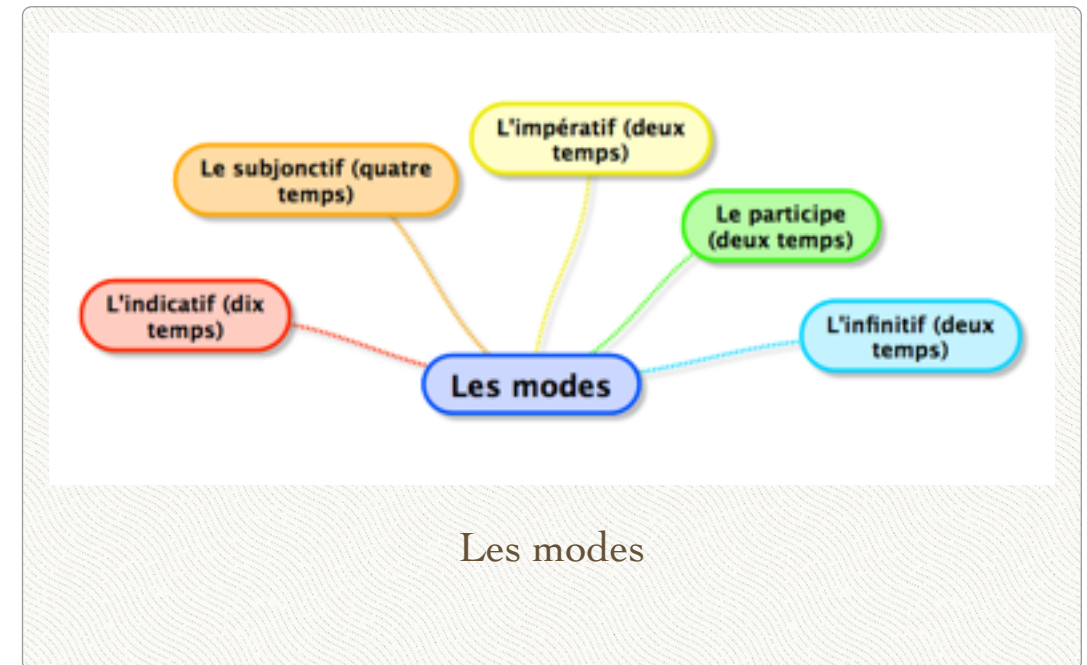 L'impératif (deux
temps)
Le subjonctif (quatre
temps)
Le participe
(deux temps)
L'indicatif (dix
temps)
L'infinitif (deux
temps)
Les modes
Les modes